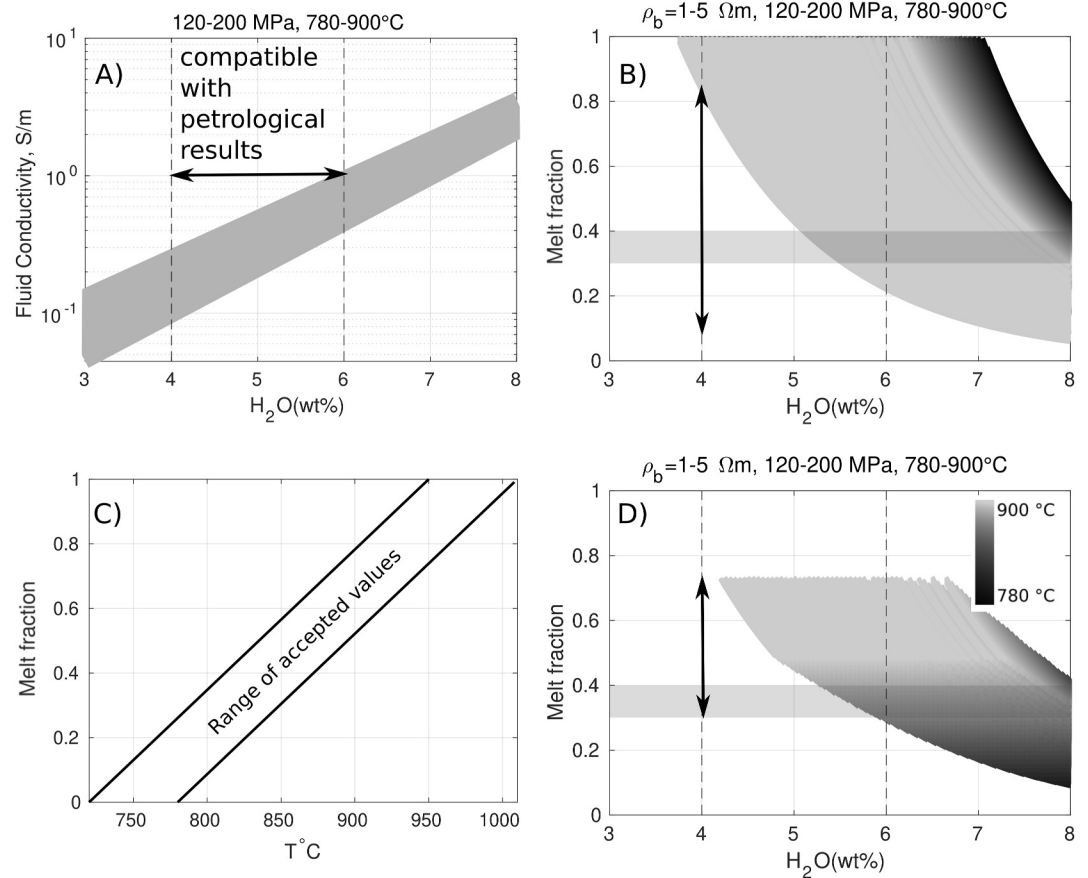 120-200 MPa, 780-900°C
A)
compatible
with
petrological
results
10¹
10⁰
10⁻¹
Fluid Conductivity, S/m
3 4 5 6 7 8
H₂O(wt%)
ρb=1-5 Ωm, 120-200 MPa, 780-900°C
B)
1
0.8
0.6
0.4
0.2
0
Melt fraction
3 4 5 6 7 8
H₂O(wt%)
C)
Range of accepted values
1
0.8
0.6
0.4
0.2
0
Melt fraction
750 800 850 900 950 1000
T°C
ρb=1-5 Ωm, 120-200 MPa, 780-900°C
D)
900 °C
780 °C
1
0.8
0.6
0.4
0.2
0
Melt fraction
3 4 5 6 7 8
H₂O(wt%)